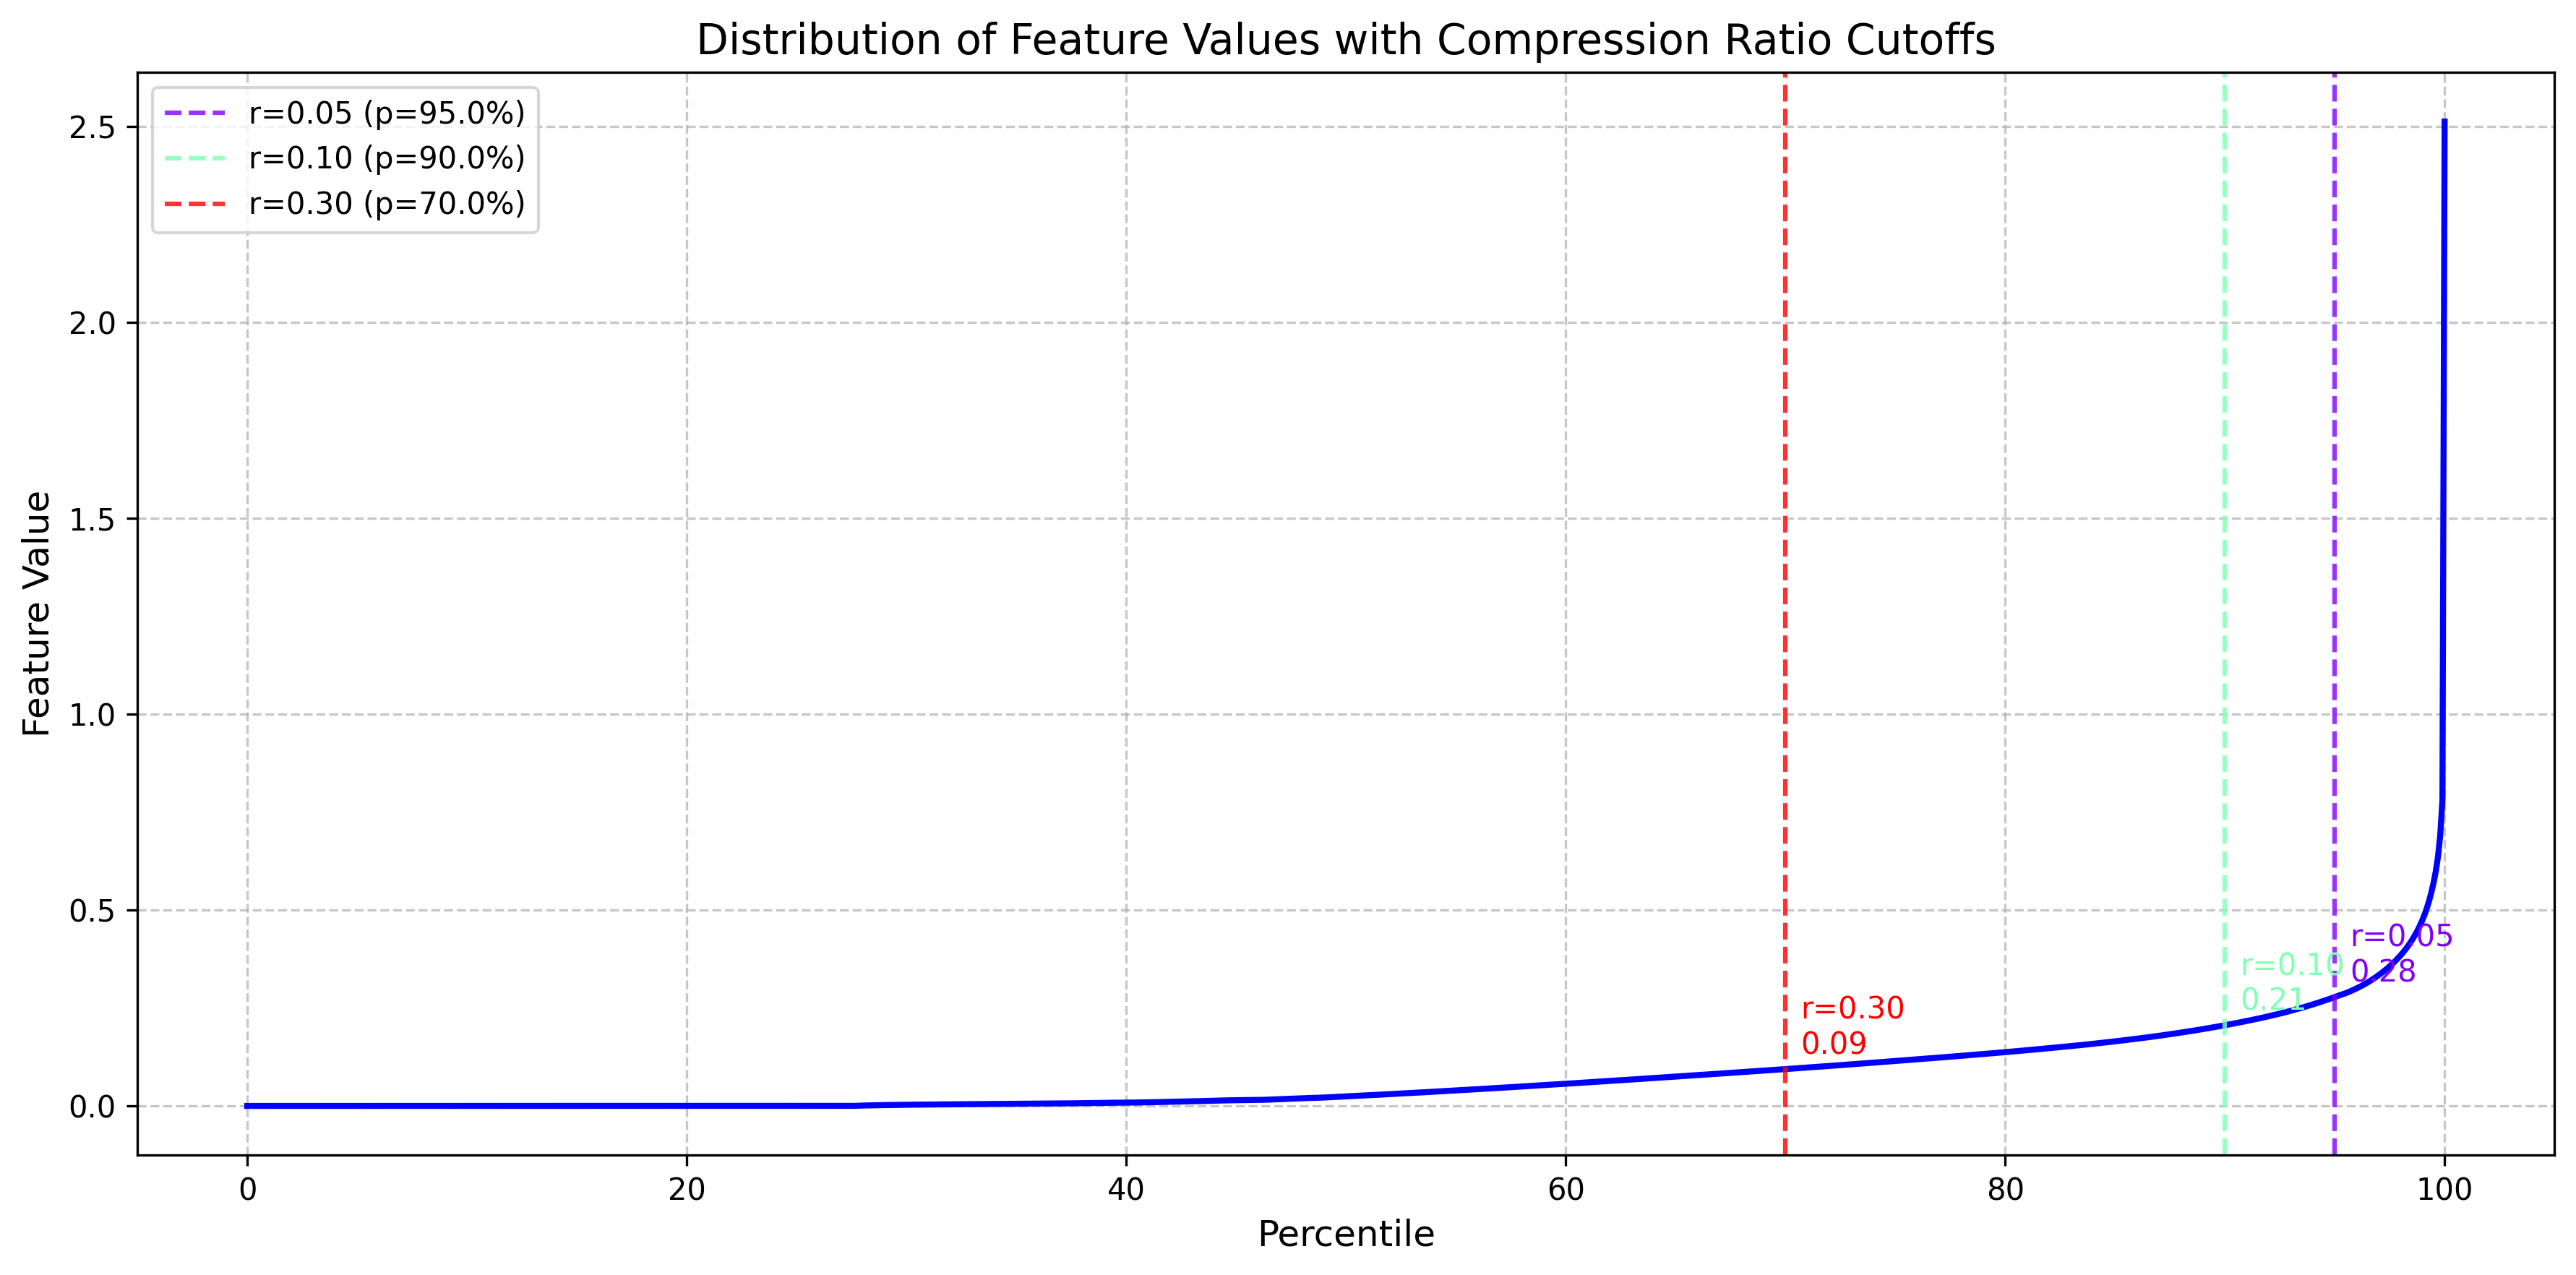 Distribution of Feature Values with Compression Ratio Cutoffs
r=0.05 (p=95.0%)
r=0.10 (p=90.0%)
r=0.30 (p=70.0%)
Feature Value
2.5
2.0
1.5
1.0
0.5
0.0
r=0.30
0.09
r=0.10
0.21
r=0.05
0.28
0 20 40 60 80 100
Percentile